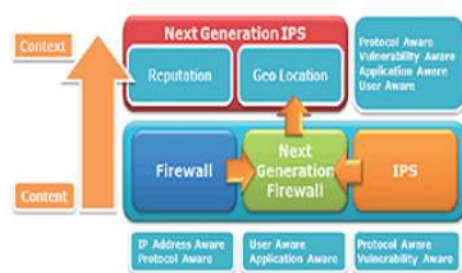 Next Generation IPS
Context
Reputation
Geo Location
Protocol Aware
Vulnerability Aware
Application Aware
User Aware
Firewall
Next
Generation
Firewall
IPS
Content
IP Address Aware
Protocol Aware
User Aware
Application Aware
Protocol Aware
Vulnerability Aware